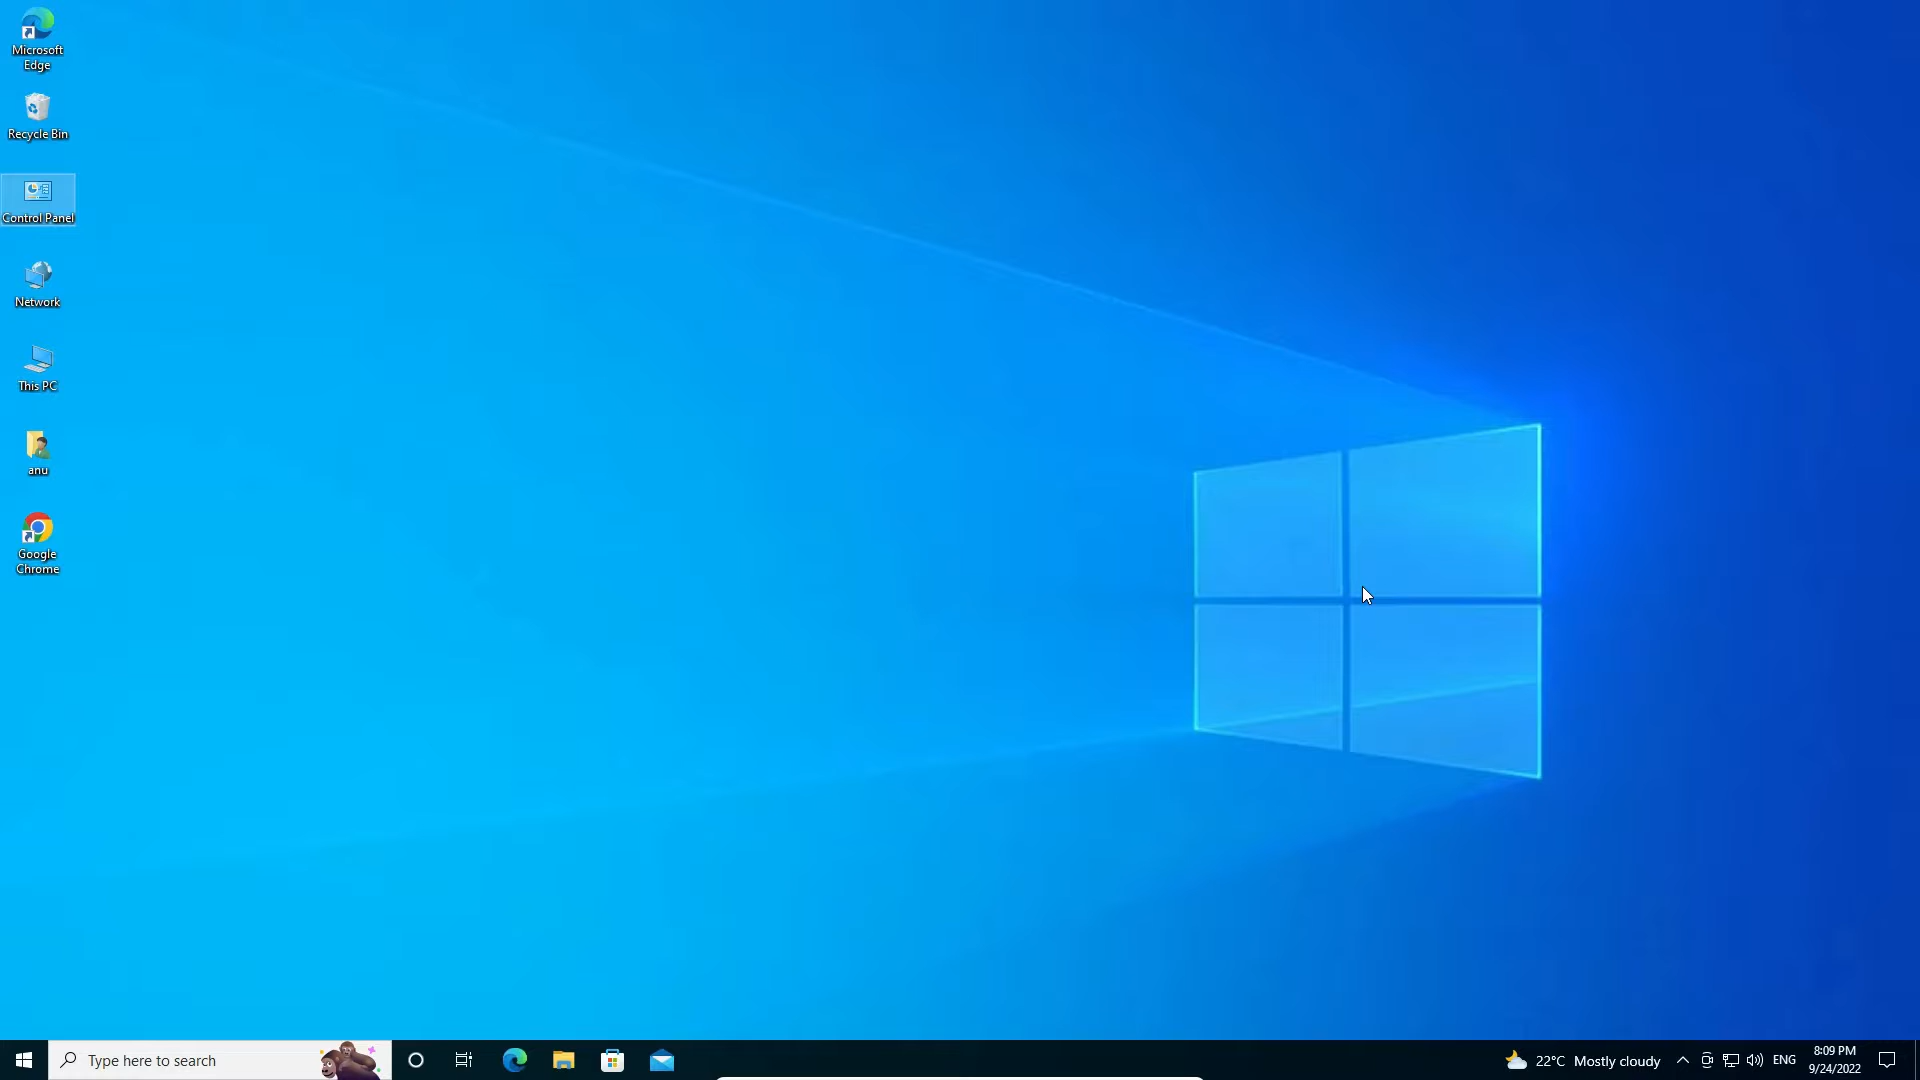 Microsoft
Edge
Recycle Bin
Control Panel
Network
This PC
anu
Google
Chrome
Type here to search
22°C Mostly cloudy
ENG
8:09 PM
9/24/2022